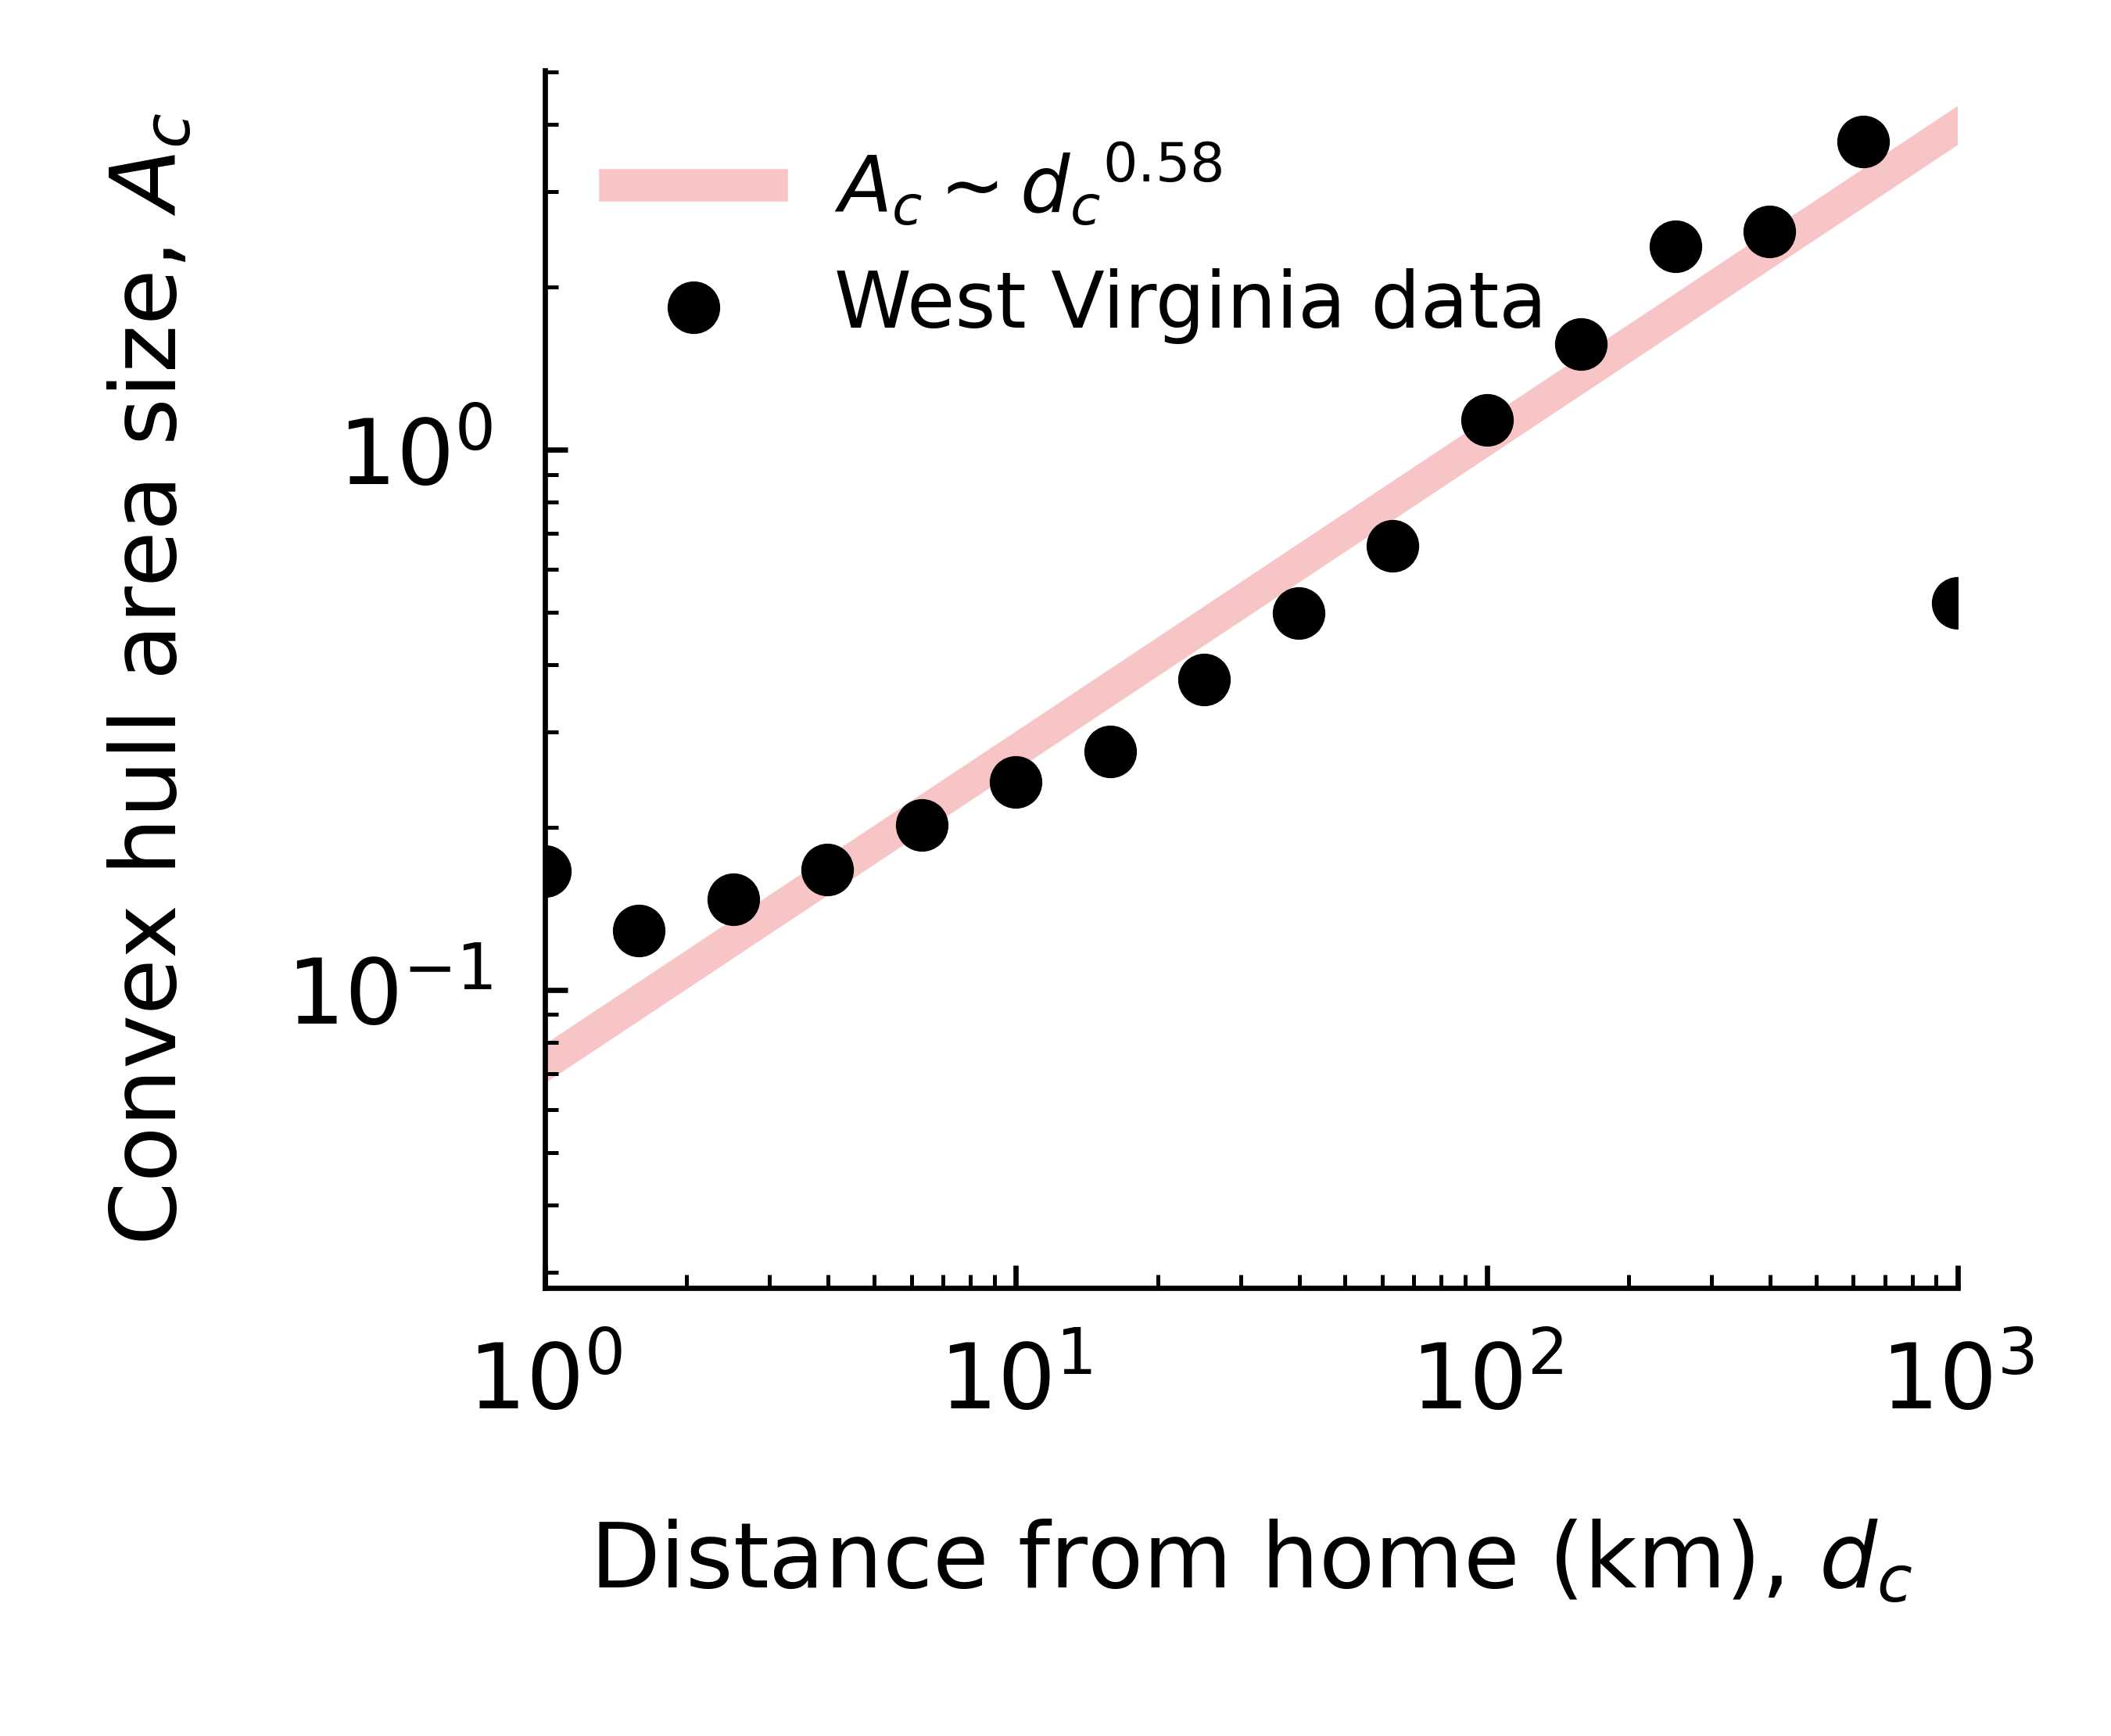 Convex hull area size, A_c
A_c ~ d_c^0.58
West Virginia data
10^0
10^−1
10^0 10^1 10^2 10^3
Distance from home (km), d_c